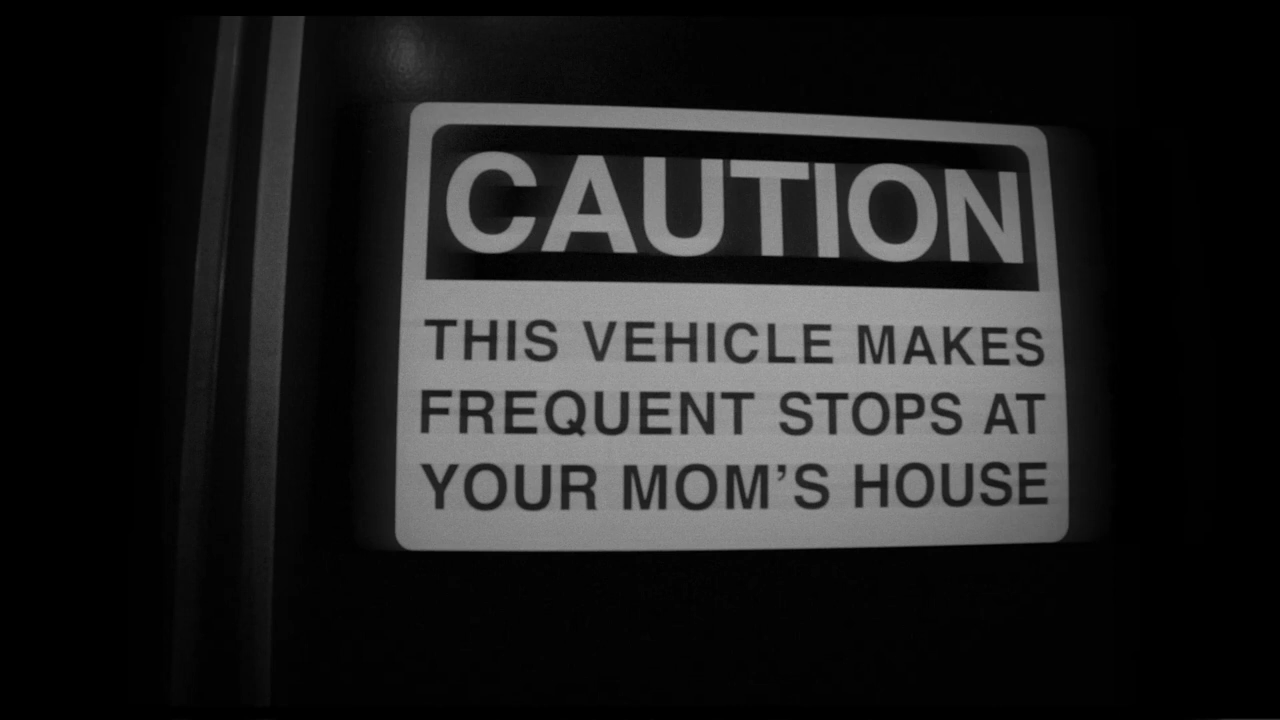 CAUTION
THIS VEHICLE MAKES
FREQUENT STOPS AT
YOUR MOM'S HOUSE